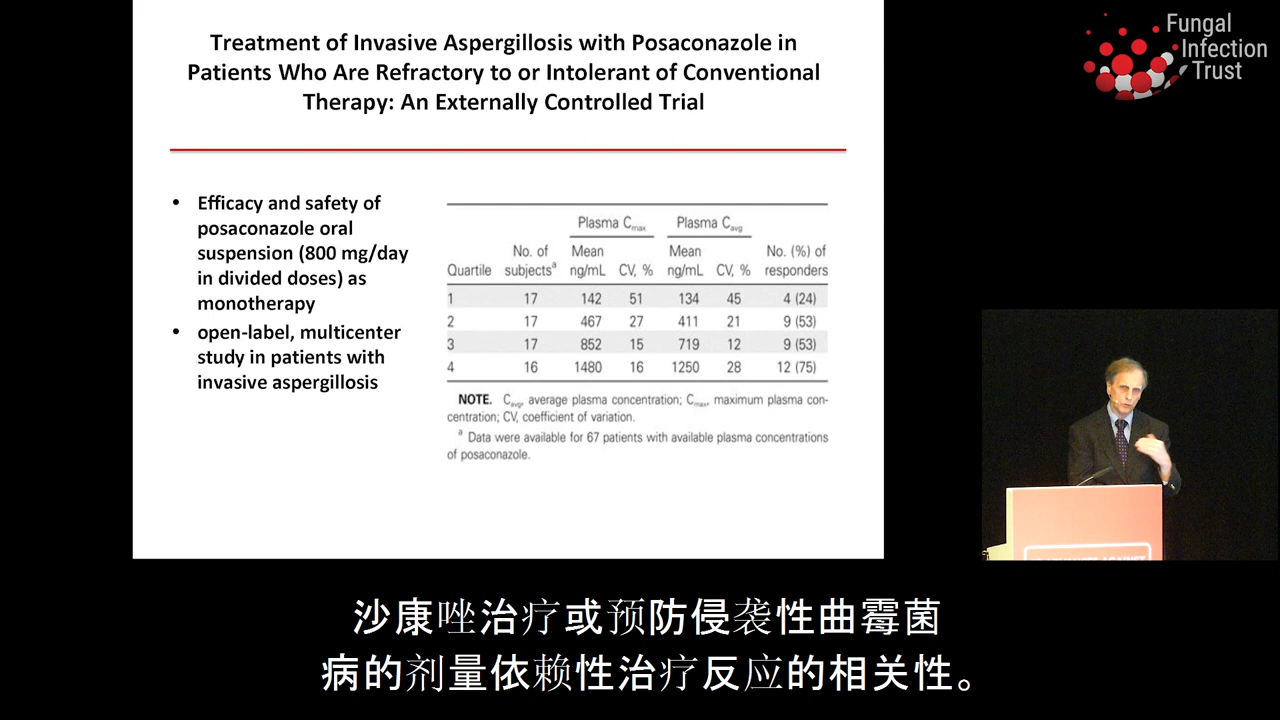 Treatment of Invasive Aspergillosis with Posaconazole in
Patients Who Are Refractory to or Intolerant of Conventional
Therapy: An Externally Controlled Trial
Fungal
Infection
Trust
• Efficacy and safety of
posaconazole oral
suspension (800 mg/day
in divided doses) as
monotherapy
• open-label, multicenter
study in patients with
invasive aspergillosis
Plasma Cmax Plasma Cavg
No. of Mean Mean No. (%) of
Quartile subjectsª ng/mL CV, % ng/mL CV, % responders
1 17 142 51 134 45 4 (24)
2 17 467 27 411 21 9 (53)
3 17 852 15 719 12 9 (53)
4 16 1480 16 1250 28 12 (75)
NOTE. Cavg, average plasma concentration; Cmax, maximum plasma con-
centration; CV, coefficient of variation.
ª Data were available for 67 patients with available plasma concentrations
of posaconazole.
沙康唑治疗或预防侵袭性曲霉菌
病的剂量依赖性治疗反应的相关性。